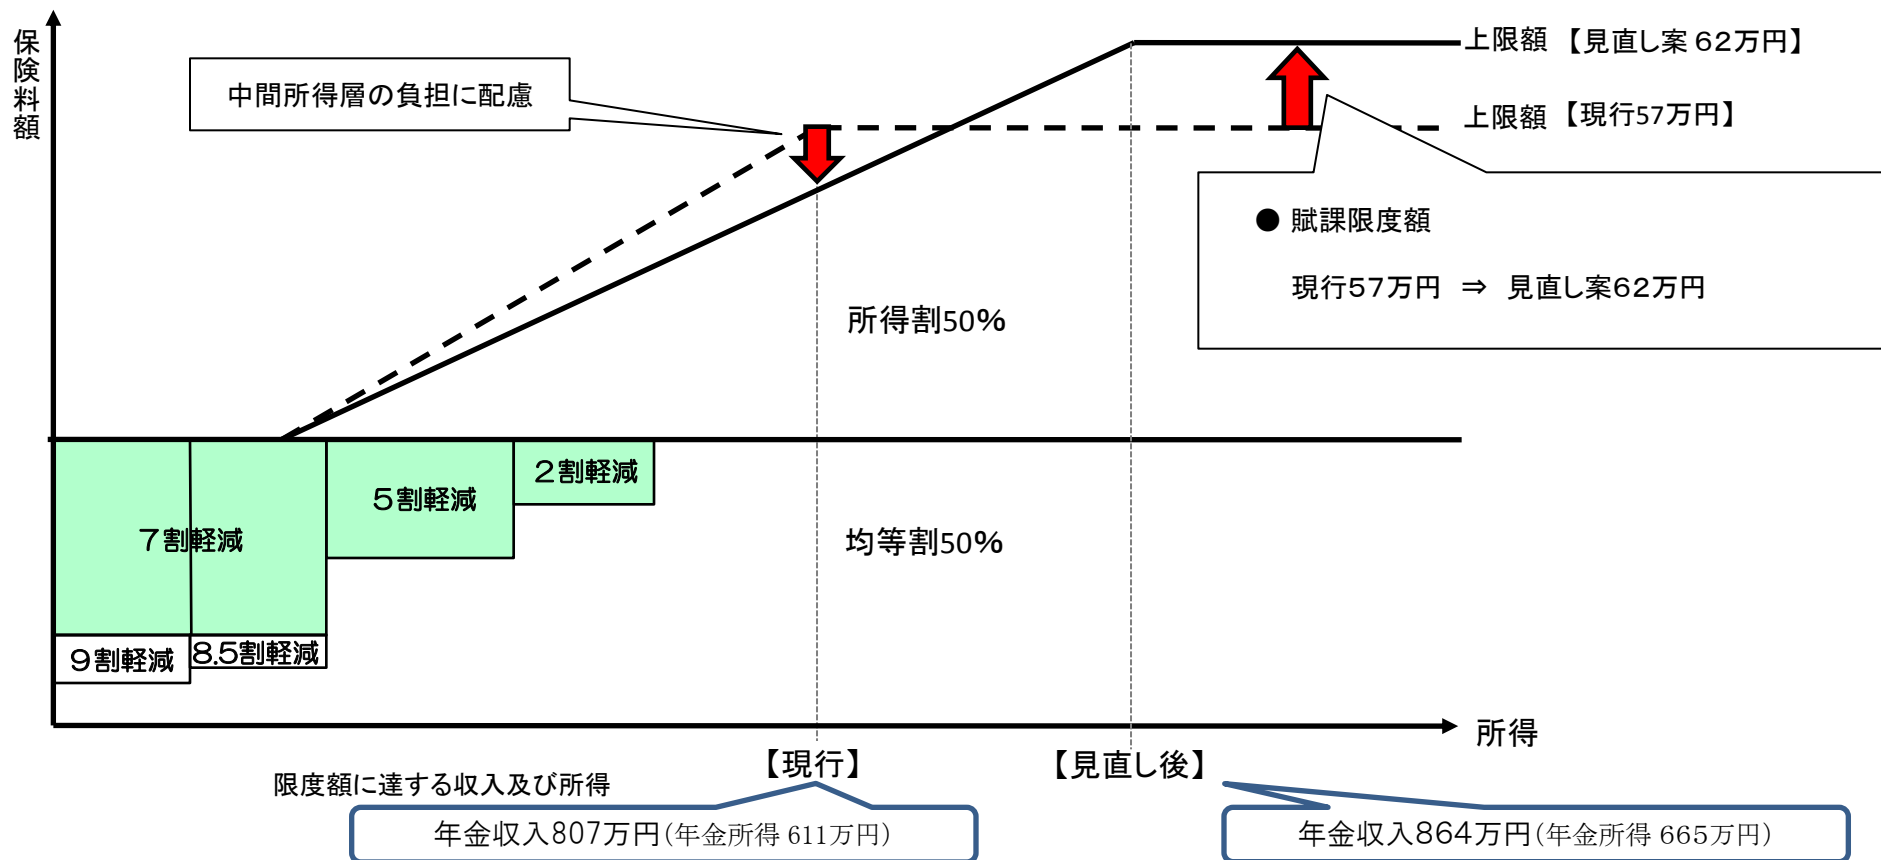 保険料額
上限額 【見直し案 62万円】
中間所得層の負担に配慮
上限額 【現行57万円】
● 賦課限度額
現行57万円 ⇒ 見直し案62万円
所得割50%
7割軽減
5割軽減
2割軽減
均等割50%
9割軽減
8.5割軽減
所得
【現行】
【見直し後】
限度額に達する収入及び所得
年金収入807万円(年金所得 611万円)
年金収入864万円(年金所得 665万円)